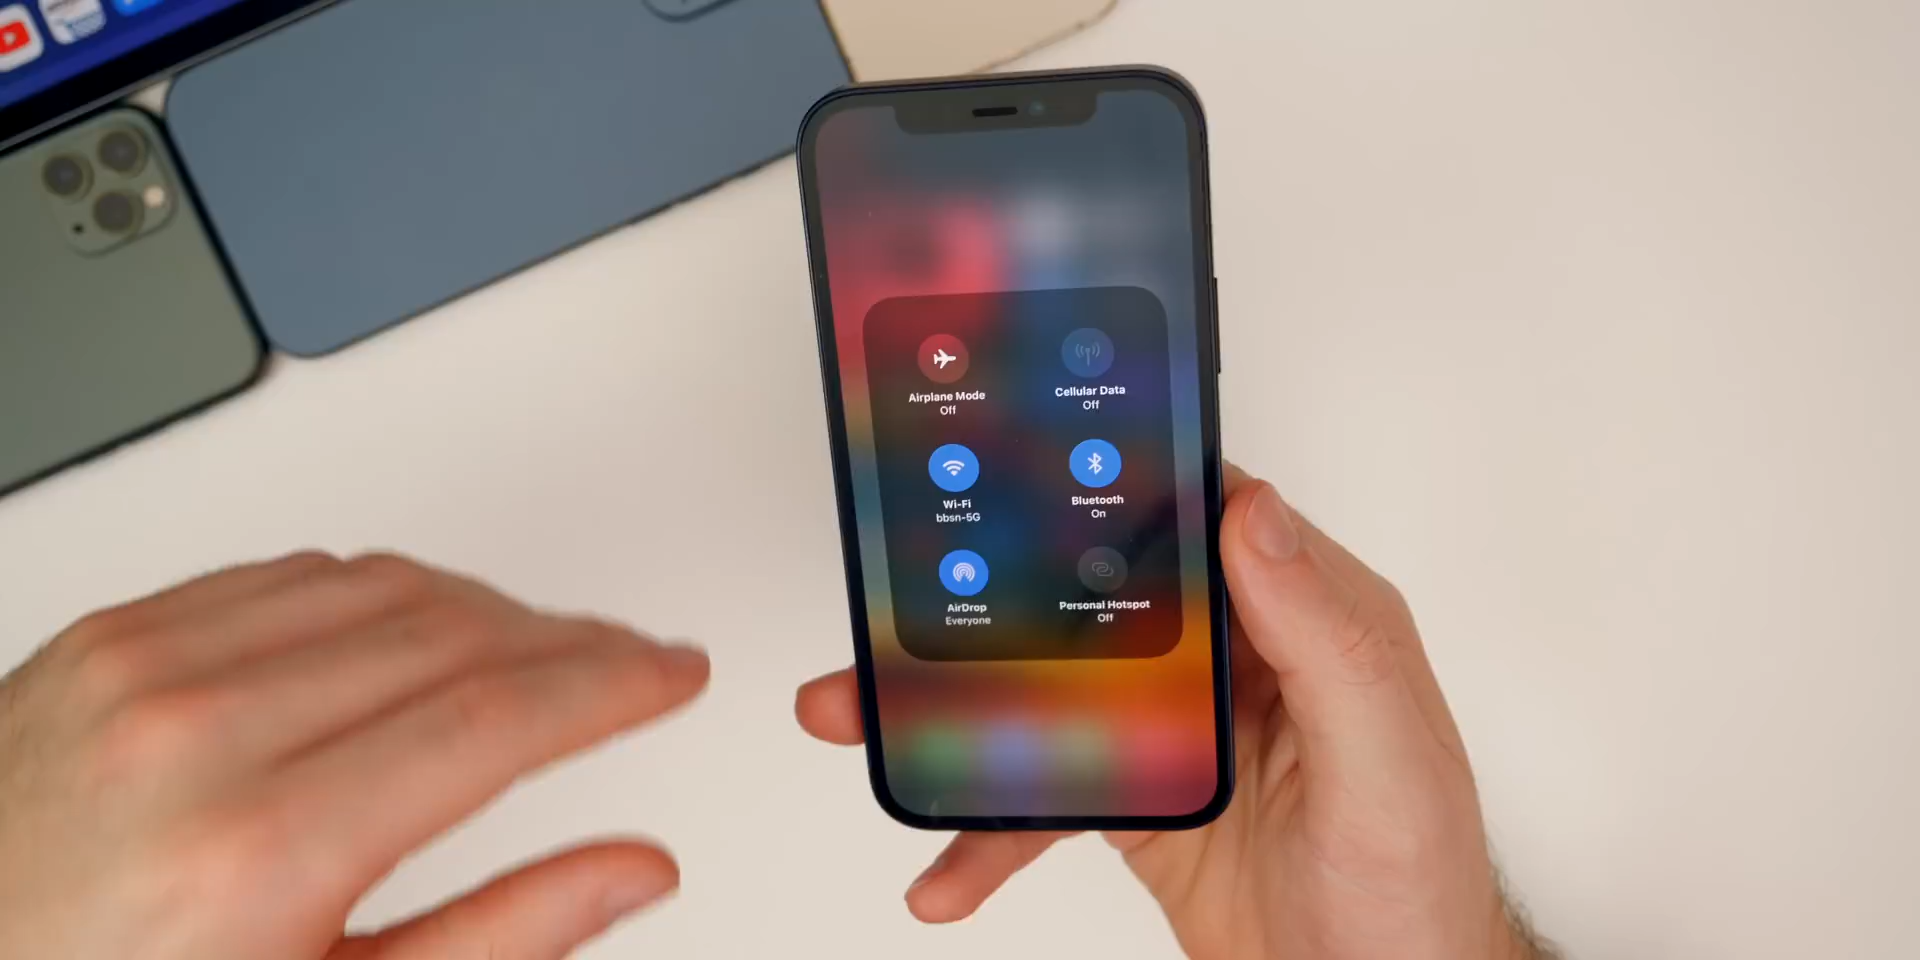 Airplane Mode
Off
Cellular Data
Off
Wi-Fi
bbsn-5G
Bluetooth
On
AirDrop
Everyone
Personal Hotspot
Off